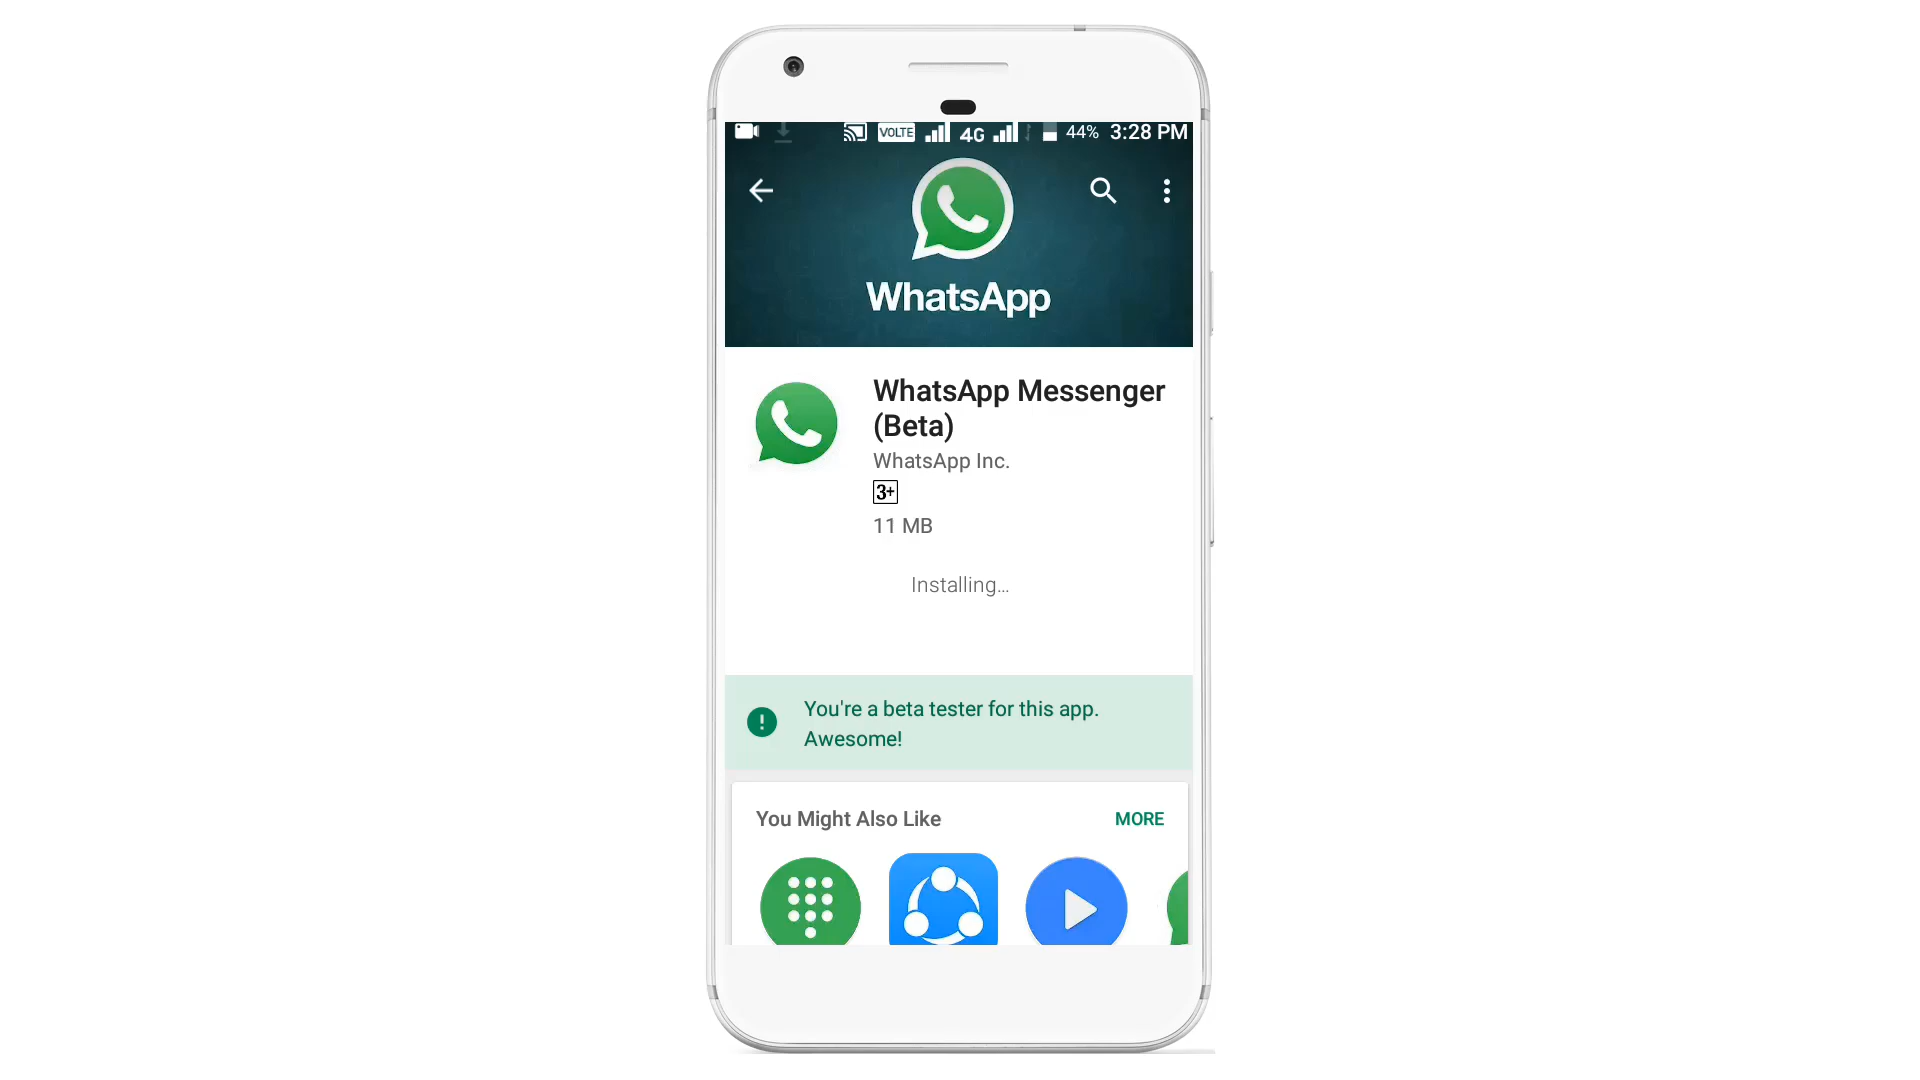 VOLTE 4G 44% 3:28 PM
WhatsApp
WhatsApp Messenger
(Beta)
WhatsApp Inc.
3+
11 MB
Installing...
You're a beta tester for this app.
Awesome!
You Might Also Like MORE